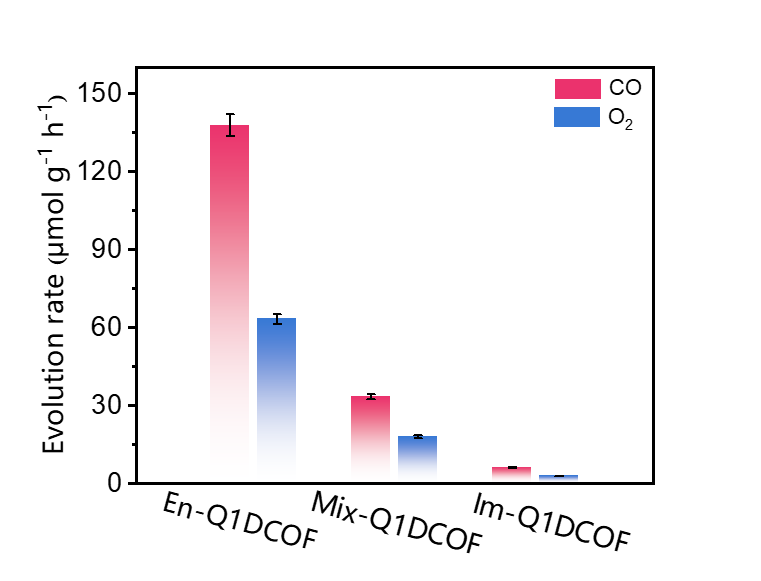 CO
O₂
Evolution rate (μmol g⁻¹ h⁻¹)
150
120
90
60
30
0
En-Q1DCOF
Mix-Q1DCOF
Im-Q1DCOF